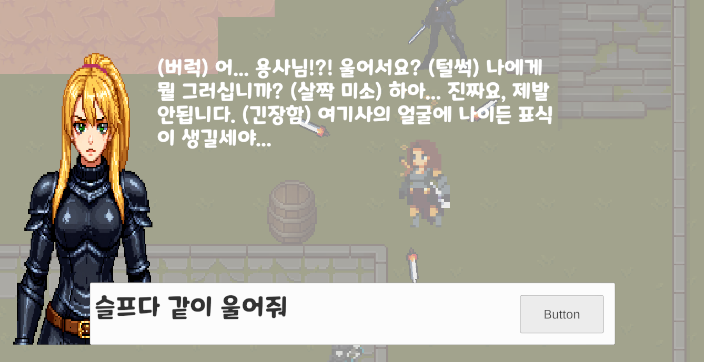 (버럭) 어... 용사님!?! 울어서요? (털썩) 나에게
뭘 그러십니까? (살짝 미소) 하아... 진짜요, 제발
안됩니다. (긴장함) 여기사의 얼굴에 나이든 표식
이 생길세야...
슬프다 같이 울어줘
Button